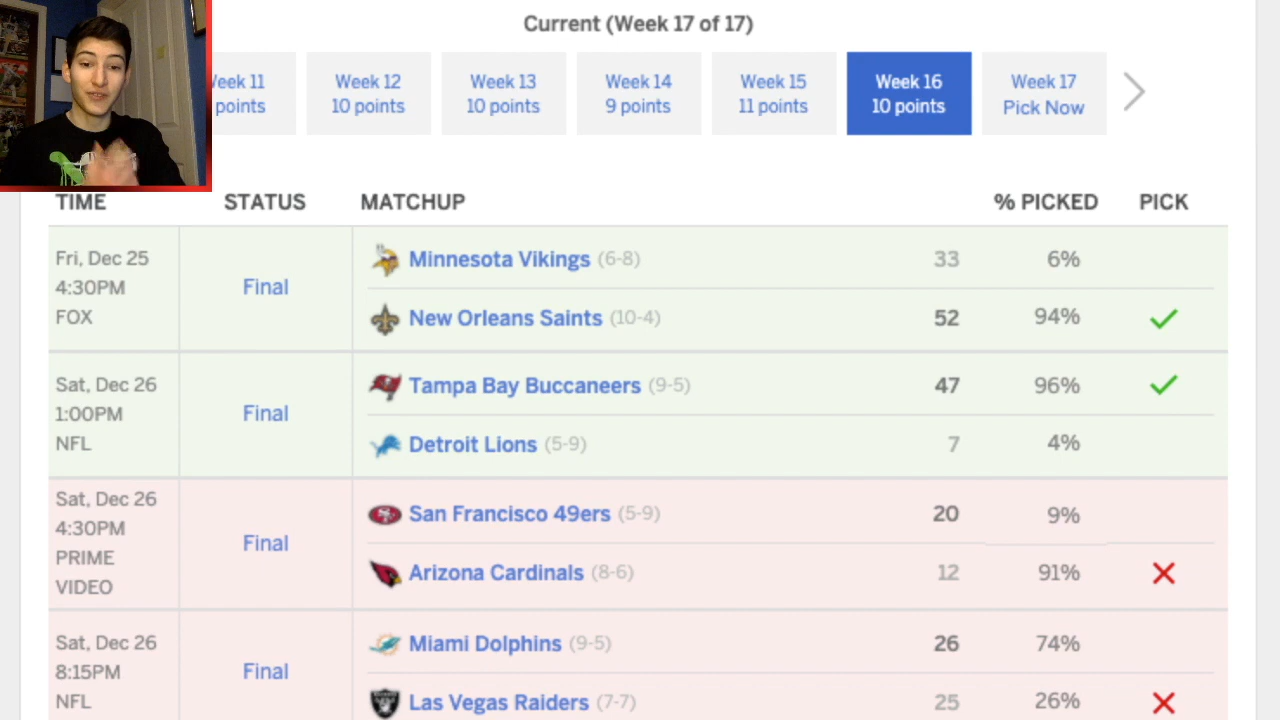 Current (Week 17 of 17)
Week 12
Week 13
Week 14
Week 15
Week 16
Week 17
points
10 points
10 points
9 points
11 points
10 points
Pick Now
TIME STATUS MATCHUP % PICKED PICK
Fri, Dec 25
4:30PM
FOX
Final
Minnesota Vikings (6-8) 33 6%
New Orleans Saints (10-4) 52 94%
Sat, Dec 26
1:00PM
NFL
Final
Tampa Bay Buccaneers (9-5) 47 96%
Detroit Lions (5-9) 7 4%
Sat, Dec 26
4:30PM
PRIME
VIDEO
Final
San Francisco 49ers (5-9) 20 9%
Arizona Cardinals (8-6) 12 91%
Sat, Dec 26
8:15PM
NFL
Final
Miami Dolphins (9-5) 26 74%
Las Vegas Raiders (7-7) 25 26%